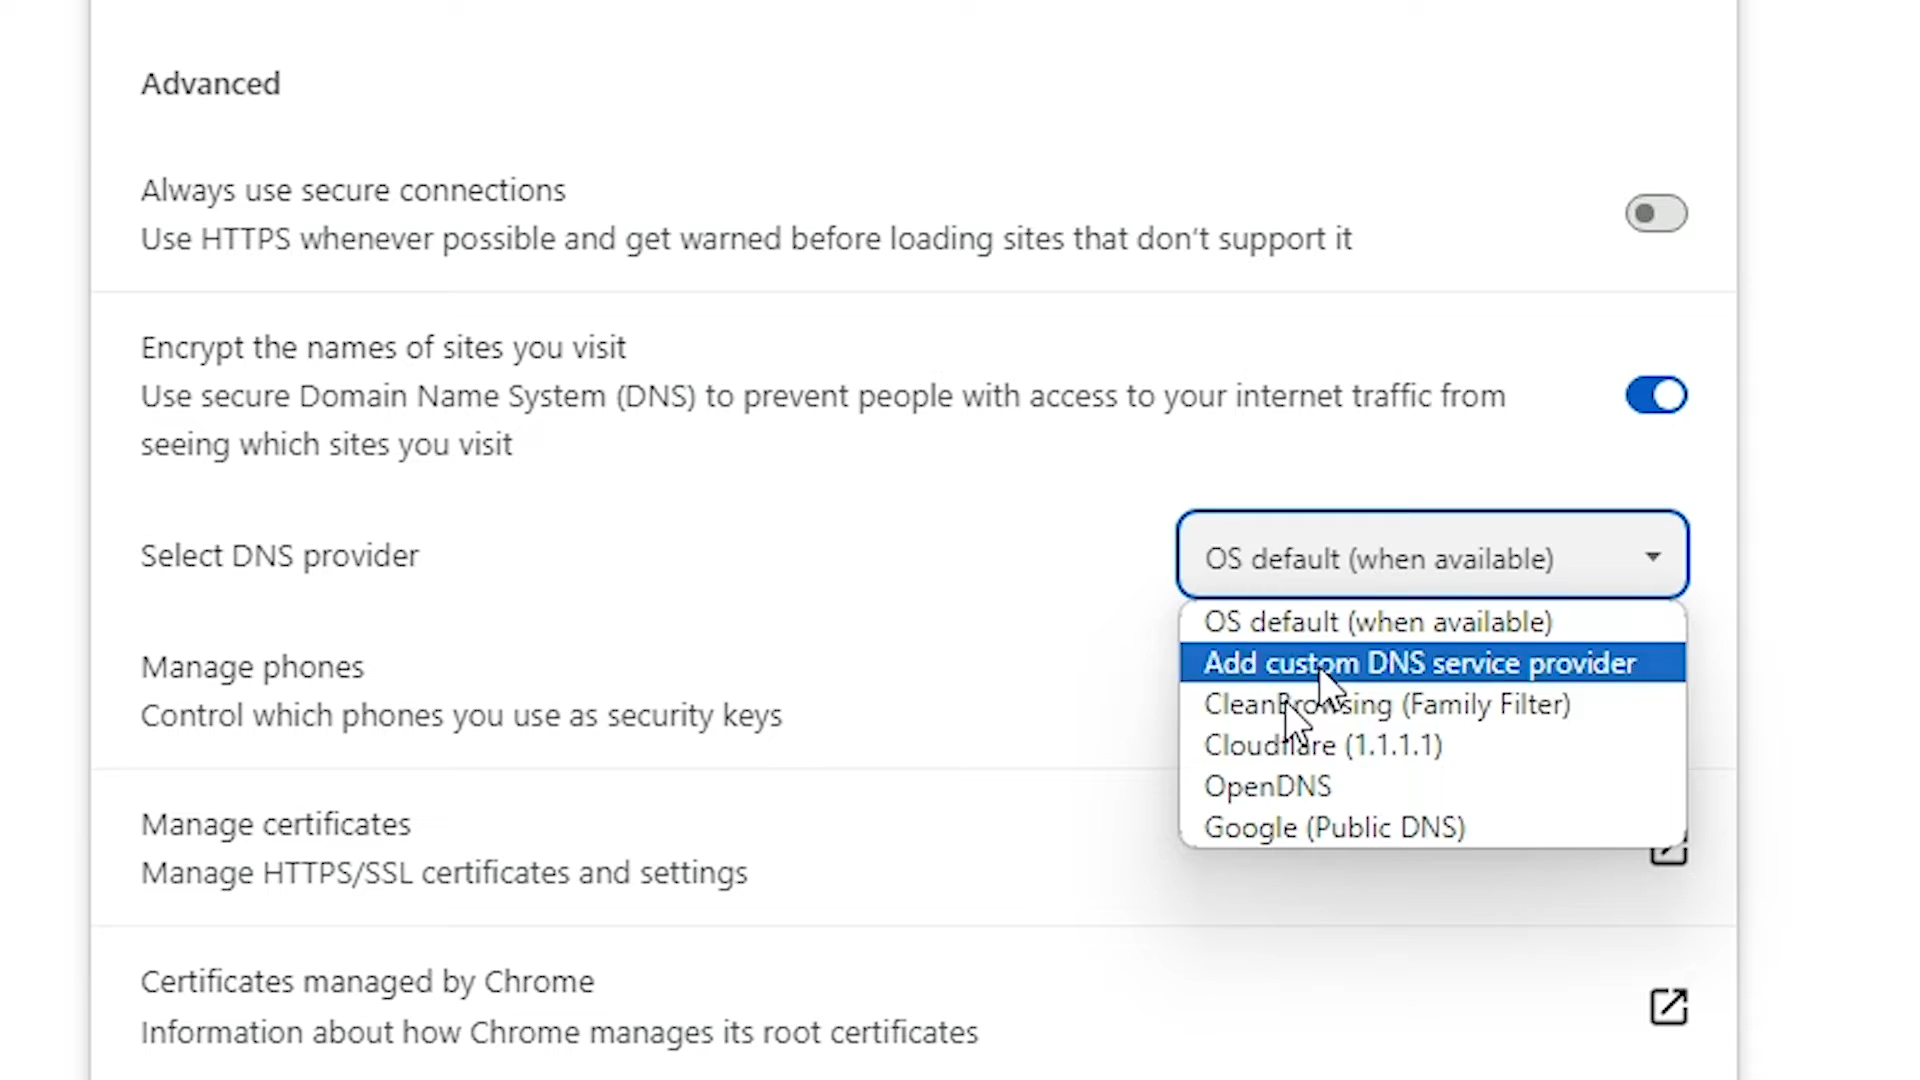 Advanced
Always use secure connections
Use HTTPS whenever possible and get warned before loading sites that don't support it
Encrypt the names of sites you visit
Use secure Domain Name System (DNS) to prevent people with access to your internet traffic from
seeing which sites you visit
Select DNS provider
OS default (when available)
OS default (when available)
Add custom DNS service provider
CleanBrowsing (Family Filter)
Cloudflare (1.1.1.1)
OpenDNS
Google (Public DNS)
Manage phones
Control which phones you use as security keys
Manage certificates
Manage HTTPS/SSL certificates and settings
Certificates managed by Chrome
Information about how Chrome manages its root certificates